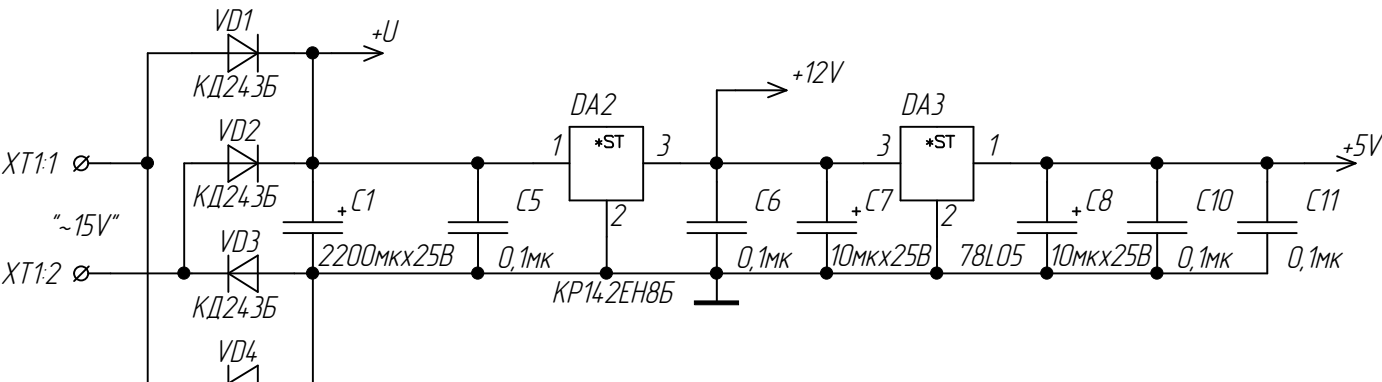 VD1
+U
КД243Б
+12V
DA2
DA3
VD2
1
*ST
3
3
*ST
1
+5V
XT1:1
КД243Б
2
2
+C1
C5
C6
+C7
+C8
C10
C11
"~15V"
VD3
2200мкх25В
0,1мк
0,1мк
10мкх25В
78L05
10мкх25В
0,1мк
0,1мк
XT1:2
КД243Б
КР142ЕН8Б
VD4